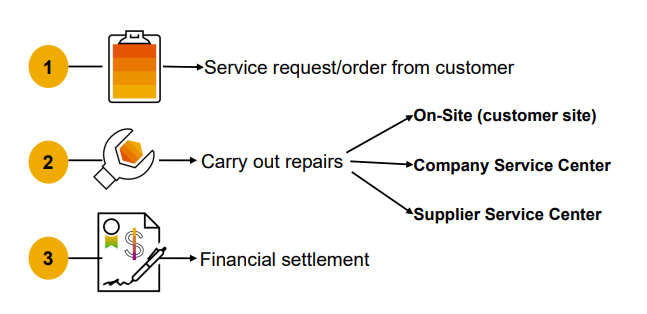 1
Service request/order from customer
On-Site (customer site)
2
Carry out repairs
Company Service Center
Supplier Service Center
3
$
Financial settlement